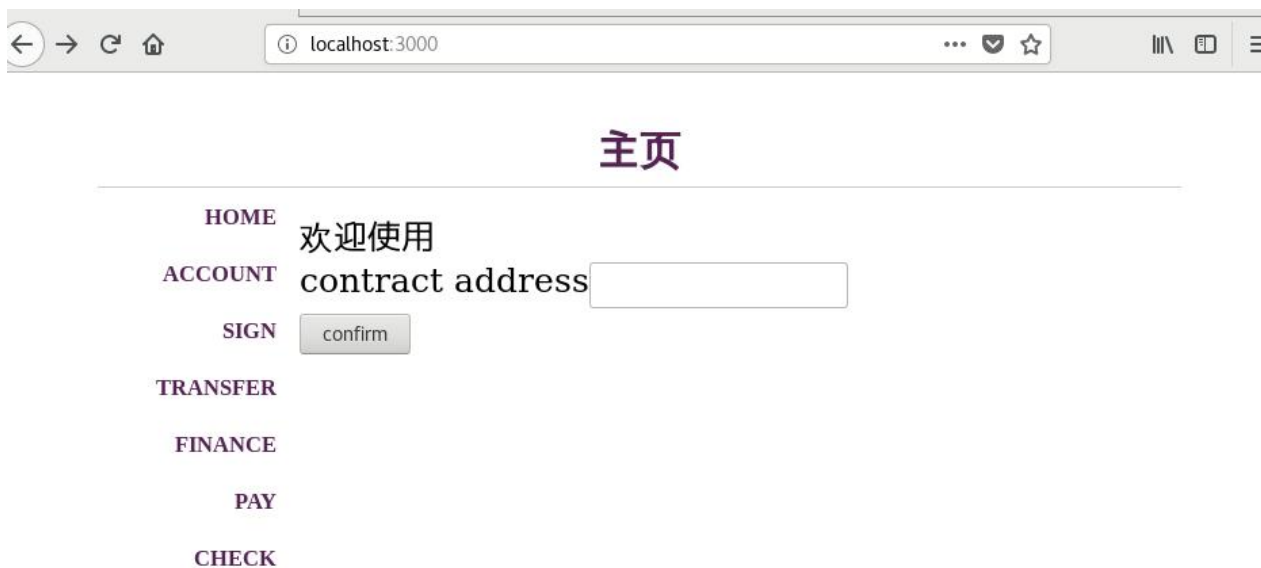 localhost:3000
主页
HOME
欢迎使用
ACCOUNT
contract address
SIGN
confirm
TRANSFER
FINANCE
PAY
CHECK